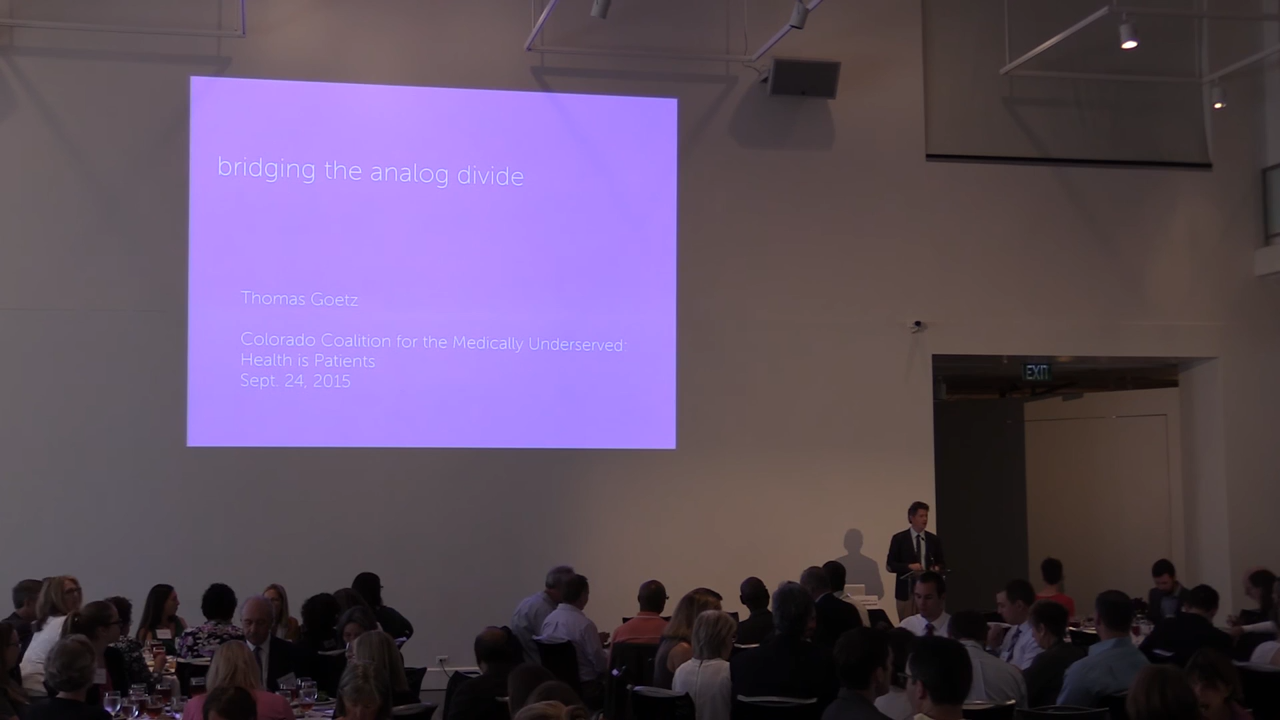 bridging the analog divide
Thomas Goetz
Colorado Coalition for the Medically Underserved:
Health is Patients
Sept. 24, 2015
EXIT